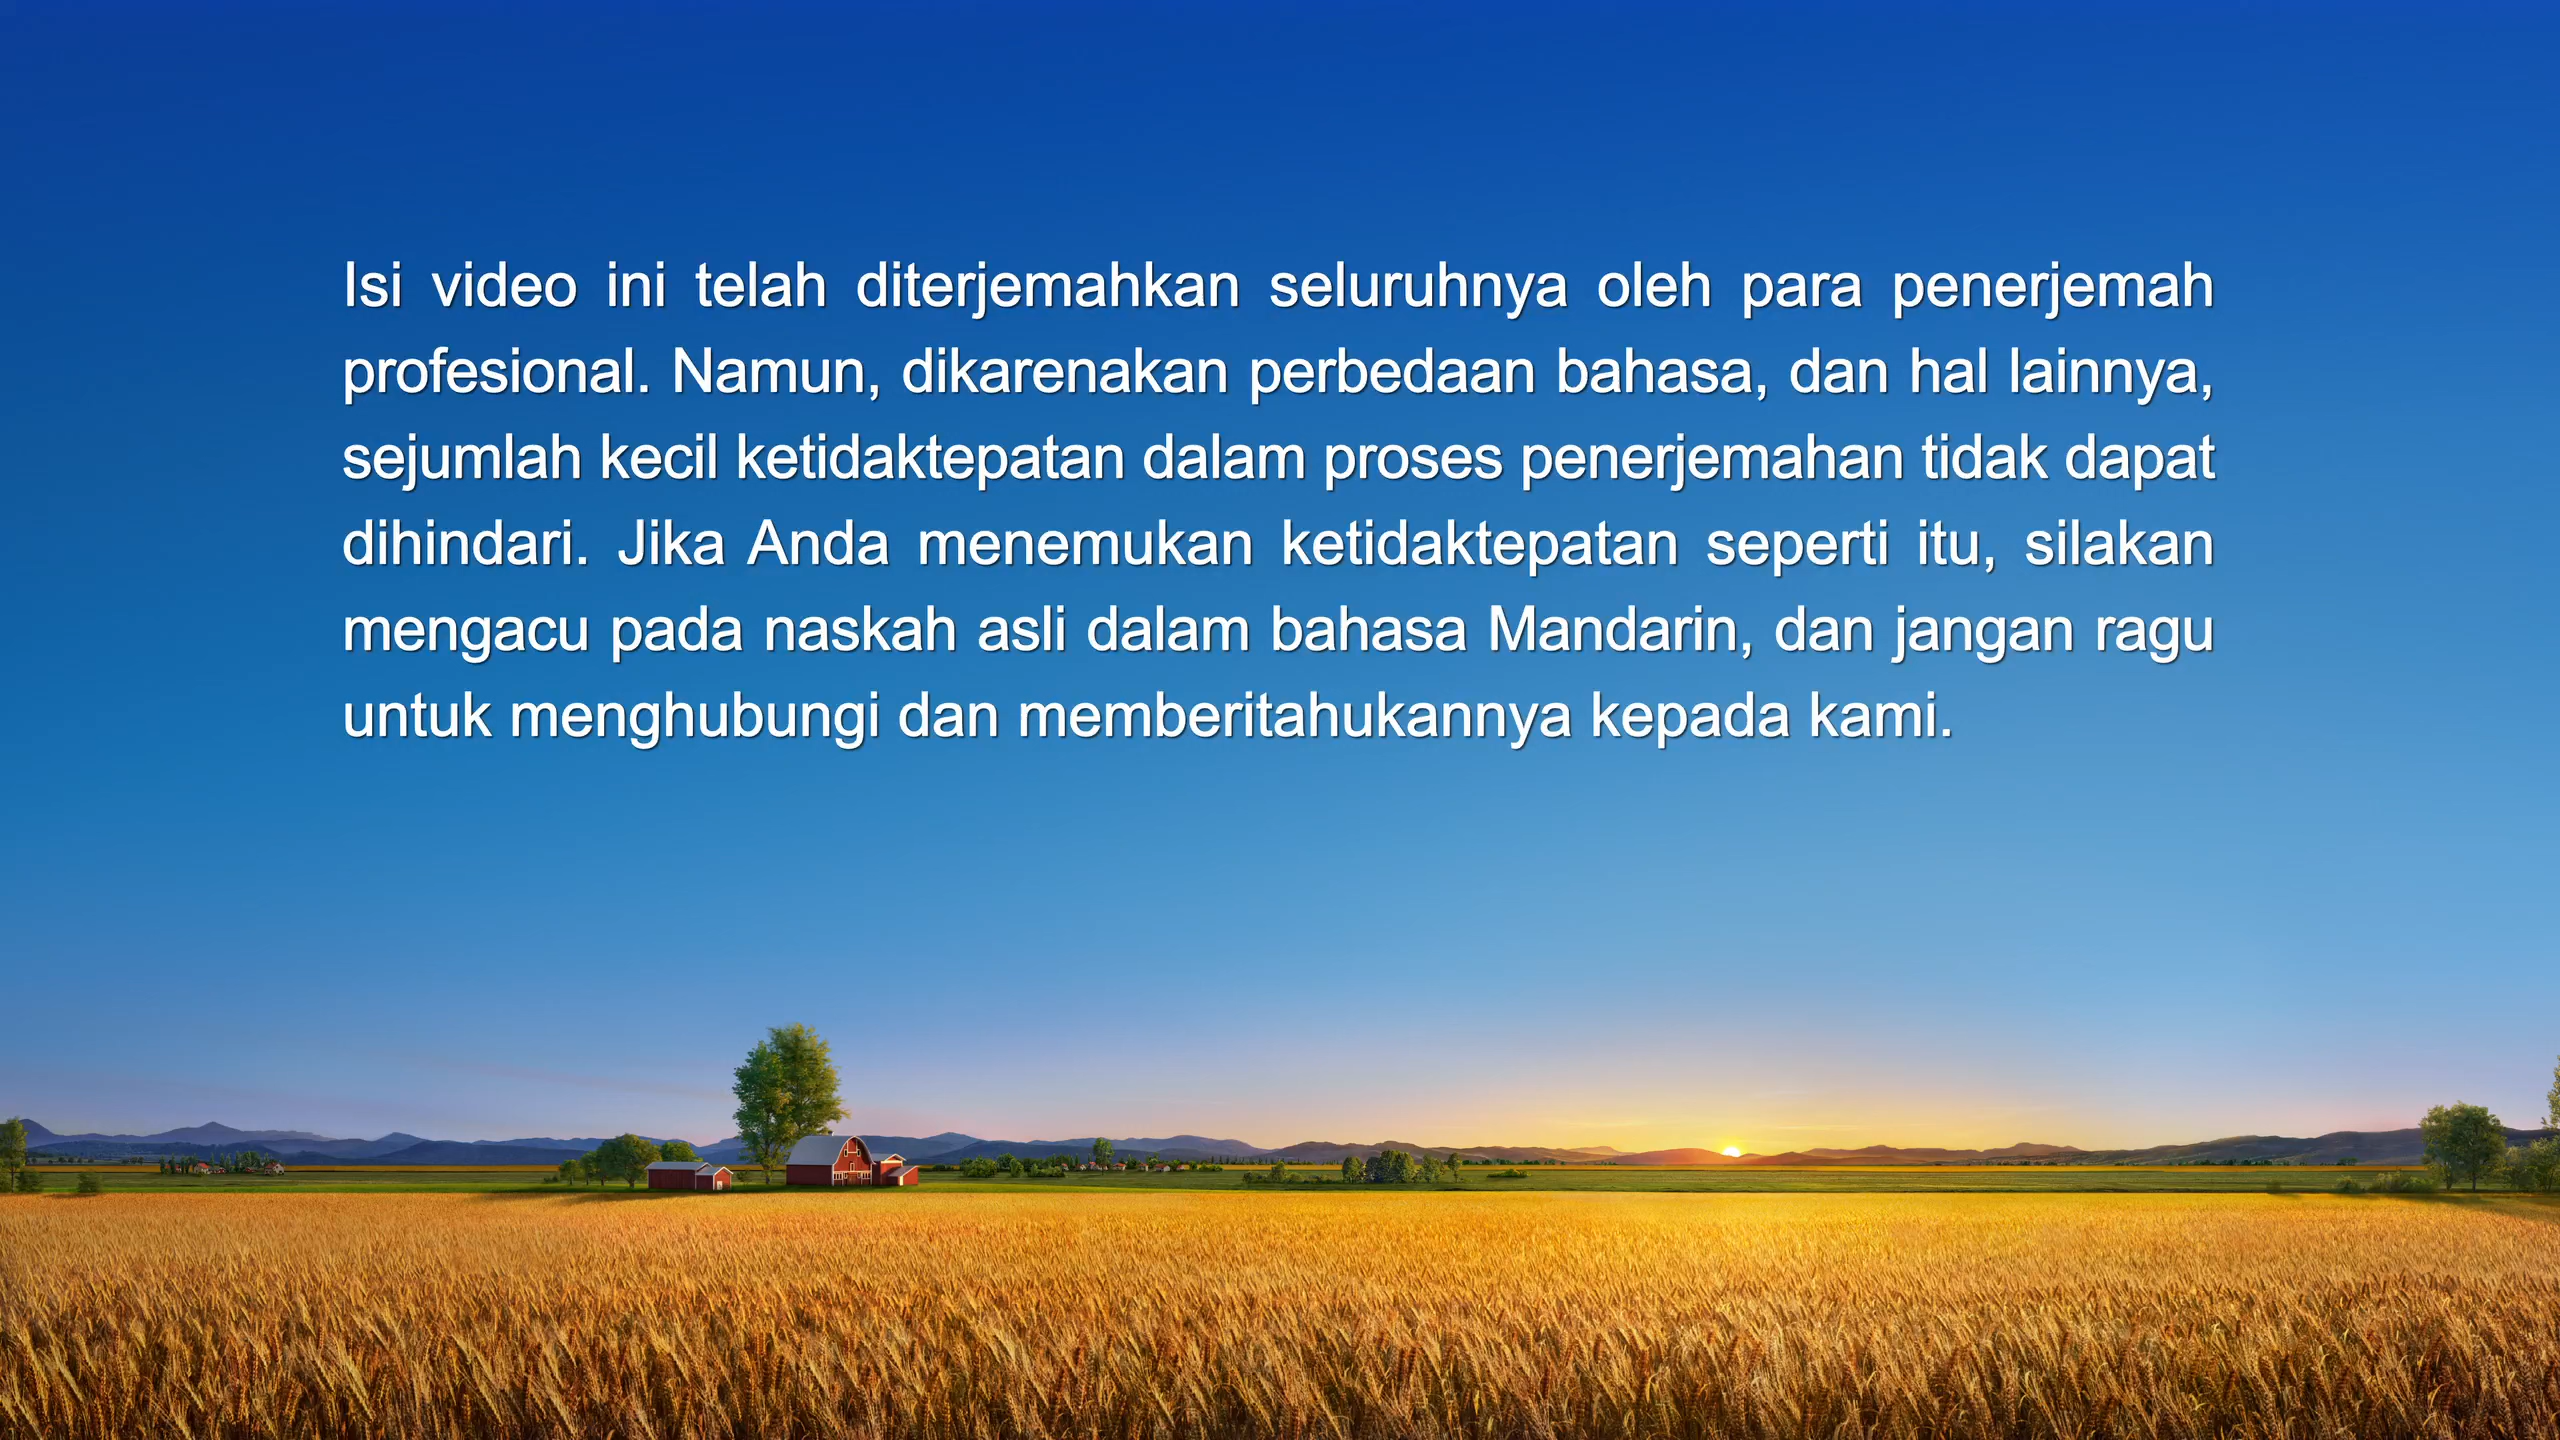 Isi video ini telah diterjemahkan seluruhnya oleh para penerjemah
profesional. Namun, dikarenakan perbedaan bahasa, dan hal lainnya,
sejumlah kecil ketidaktepatan dalam proses penerjemahan tidak dapat
dihindari. Jika Anda menemukan ketidaktepatan seperti itu, silakan
mengacu pada naskah asli dalam bahasa Mandarin, dan jangan ragu
untuk menghubungi dan memberitahukannya kepada kami.